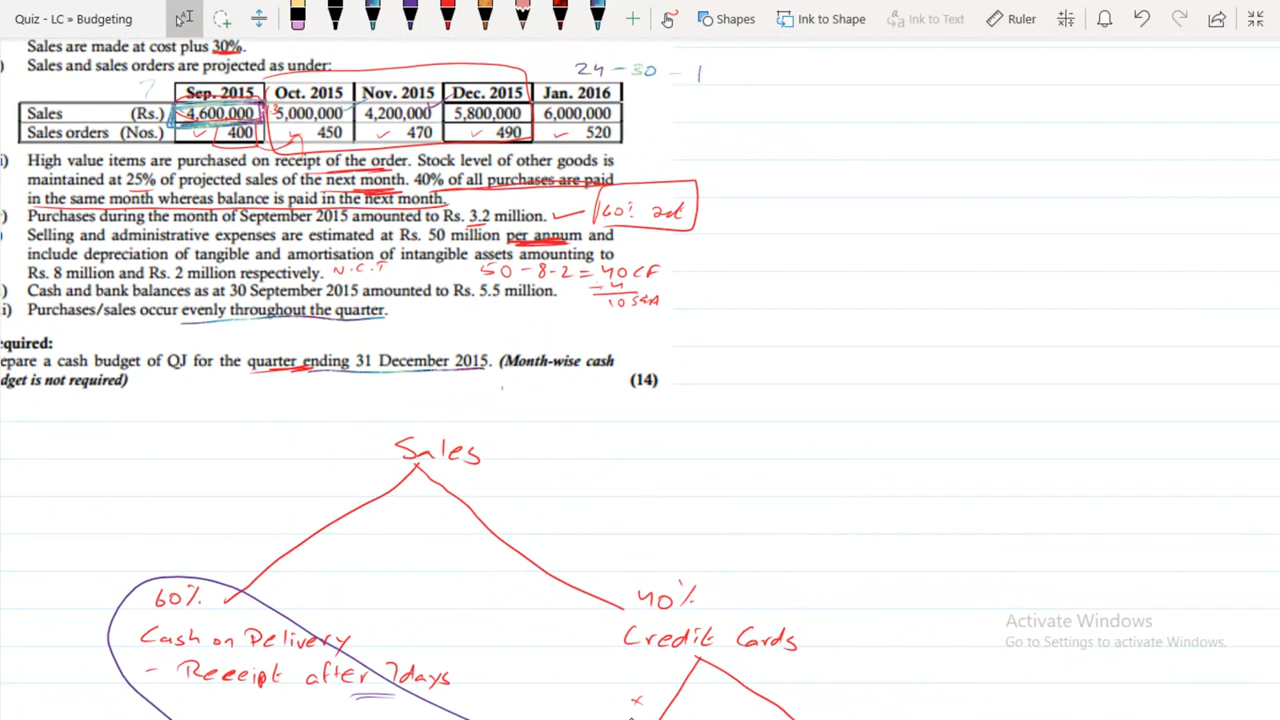 Quiz - LC » Budgeting
Shapes
Ink to Shape
Ink to Text
Ruler
Sales are made at cost plus 30%.
) Sales and sales orders are projected as under:
24 - 30 - 1
Sep. 2015 Oct. 2015 Nov. 2015 Dec. 2015 Jan. 2016
Sales (Rs.) 4,600,000 5,000,000 4,200,000 5,800,000 6,000,000
Sales orders (Nos.) 400 450 470 490 520
i) High value items are purchased on receipt of the order. Stock level of other goods is
maintained at 25% of projected sales of the next month. 40% of all purchases are paid
in the same month whereas balance is paid in the next month.
) Purchases during the month of September 2015 amounted to Rs. 3.2 million.
60%
Selling and administrative expenses are estimated at Rs. 50 million per annum and
include depreciation of tangible and amortisation of intangible assets amounting to
Rs. 8 million and Rs. 2 million respectively. N.C.I
50 - 8 - 2 = 40 CF
÷ 4
10 S&A
) Cash and bank balances as at 30 September 2015 amounted to Rs. 5.5 million.
i) Purchases/sales occur evenly throughout the quarter.
equired:
epare a cash budget of QJ for the quarter ending 31 December 2015. (Month-wise cash
dget is not required) (14)
Sales
60%
Cash on Delivery
- Receipt after 7days
40%
Credit Cards
x
Activate Windows
Go to Settings to activate Windows.